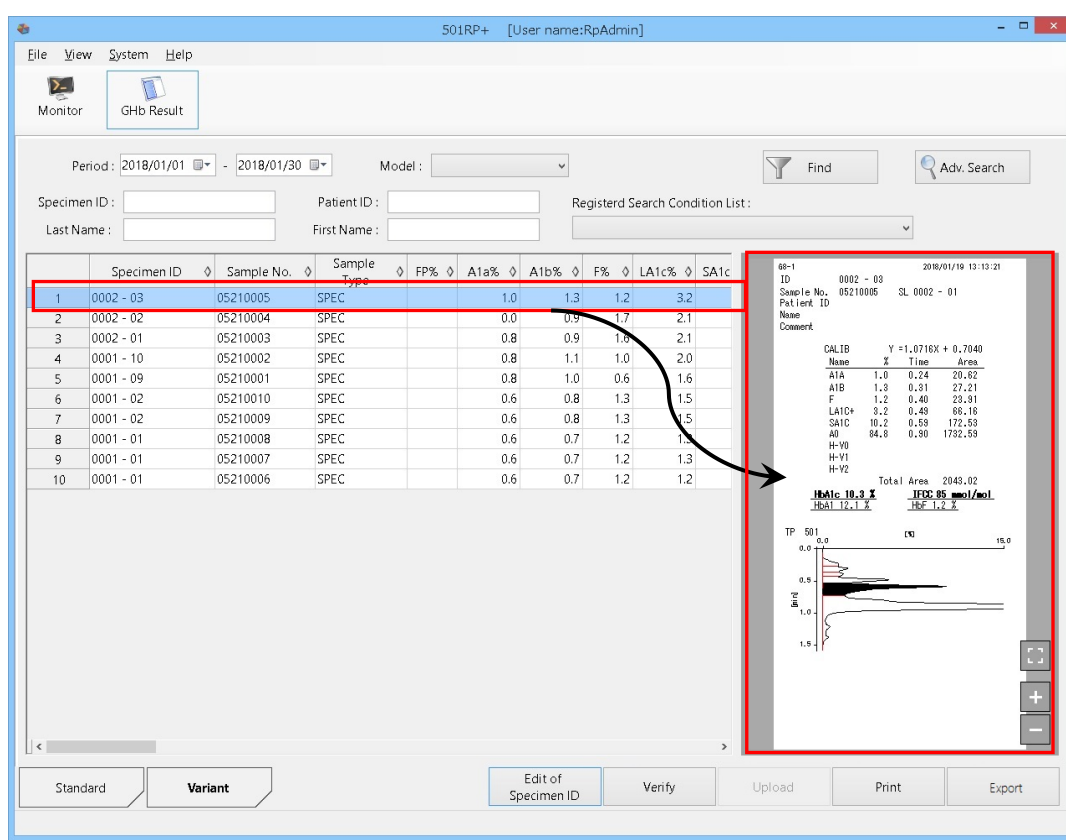 501RP+ [User name:RpAdmin]
File View System Help
Monitor GHb Result
Period : 2018/01/01 - 2018/01/30 Model :
Find Adv. Search
Specimen ID : Patient ID : Registerd Search Condition List :
Last Name : First Name :
Specimen ID Sample No. Sample Type FP% A1a% A1b% F% LA1c% SA1c
1 0002 - 03 05210005 SPEC 1.0 1.3 1.2 3.2
2 0002 - 02 05210004 SPEC 0.0 0.9 1.7 2.1
3 0002 - 01 05210003 SPEC 0.8 0.9 1.6 2.1
4 0001 - 10 05210002 SPEC 0.8 1.1 1.0 2.0
5 0001 - 09 05210001 SPEC 0.8 1.0 0.6 1.6
6 0001 - 02 05210010 SPEC 0.6 0.8 1.3 1.5
7 0001 - 02 05210009 SPEC 0.6 0.8 1.3 1.5
8 0001 - 01 05210008 SPEC 0.6 0.7 1.2
9 0001 - 01 05210007 SPEC 0.6 0.7 1.2 1.3
10 0001 - 01 05210006 SPEC 0.6 0.7 1.2 1.2
68-1 2018/01/19 13:13:21
ID 0002 - 03
Sample No. 05210005 SL 0002 - 01
Patient ID
Name
Comment
CALIB Y =1.0716X + 0.7040
Name % Time Area
A1A 1.0 0.24 20.62
A1B 1.3 0.31 27.21
F 1.2 0.40 23.91
LA1C+ 3.2 0.49 66.16
SA1C 10.2 0.59 172.53
A0 84.8 0.90 1732.59
H-V0
H-V1
H-V2
Total Area 2043.02
HbA1c 10.3 % IFCC 85 mmol/mol
HbA1 12.1 % HbF 1.2 %
TP 501
0.0 [%] 15.0
0.0
0.5
[min]
1.0
1.5
Standard Variant Edit of Specimen ID Verify Upload Print Export